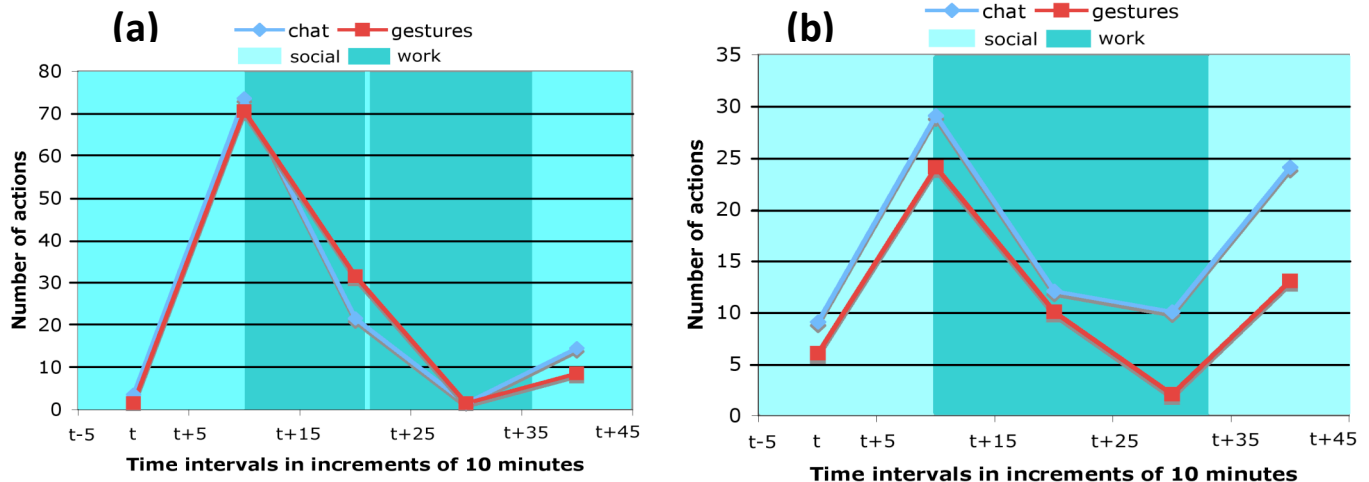 (a)
chat gestures
social work
80
70
60
50
40
30
20
10
0
Number of actions
t-5 t t+5 t+15 t+25 t+35 t+45
Time intervals in increments of 10 minutes
(b)
chat gestures
social work
35
30
25
20
15
10
5
0
Number of actions
t-5 t t+5 t+15 t+25 t+35 t+45
Time intervals in increments of 10 minutes